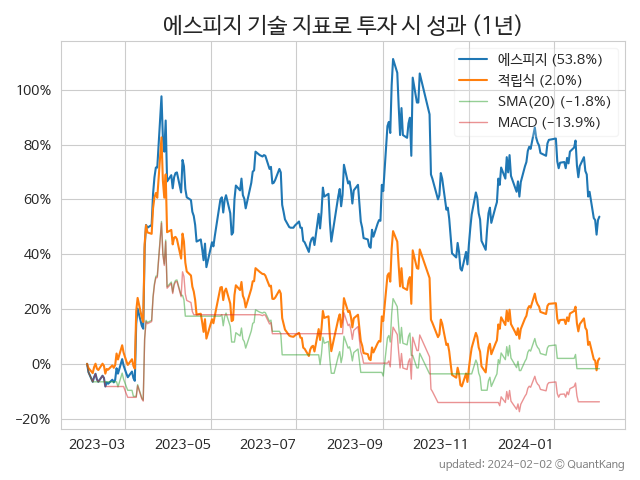 에스피지 기술 지표로 투자 시 성과 (1년)
에스피지 (53.8%)
적립식 (2.0%)
SMA(20) (−1.8%)
MACD (−13.9%)
100%
80%
60%
40%
20%
0%
−20%
2023-03 2023-05 2023-07 2023-09 2023-11 2024-01
updated: 2024-02-02 © QuantKang